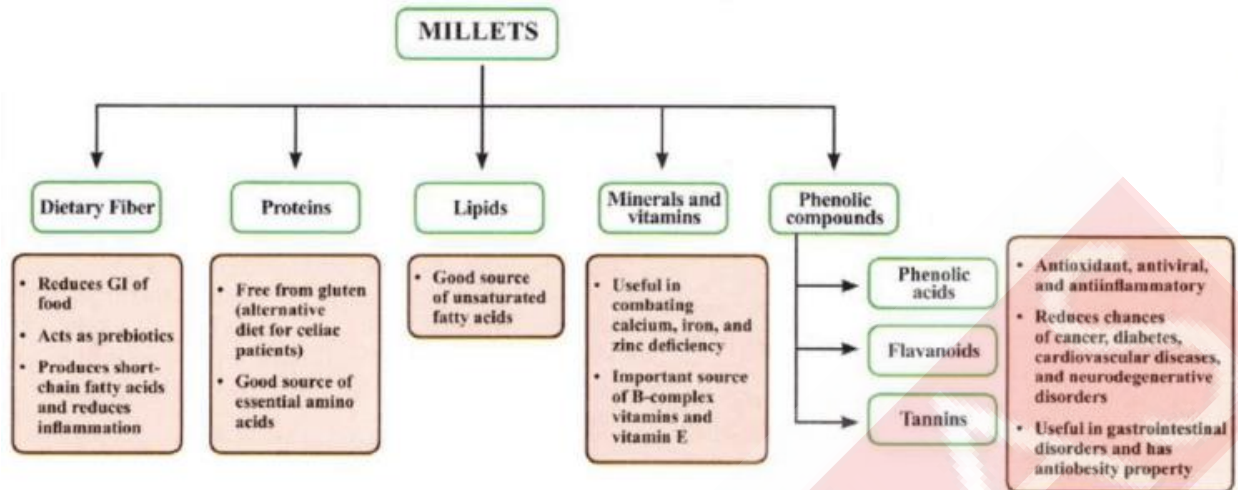 MILLETS
Dietary Fiber
• Reduces GI of
food
• Acts as prebiotics
• Produces short-
chain fatty acids
and reduces
inflammation
Proteins
• Free from gluten
(alternative
diet for celiac
patients)
• Good source of
essential amino
acids
Lipids
• Good source
of unsaturated
fatty acids
Minerals and
vitamins
• Useful in
combating
calcium, iron, and
zinc deficiency
• Important source
of B-complex
vitamins and
vitamin E
Phenolic
compounds
Phenolic
acids
Flavanoids
Tannins
• Antioxidant, antiviral,
and antiinflammatory
• Reduces chances
of cancer, diabetes,
cardiovascular diseases,
and neurodegenerative
disorders
• Useful in gastrointestinal
disorders and has
antiobesity property